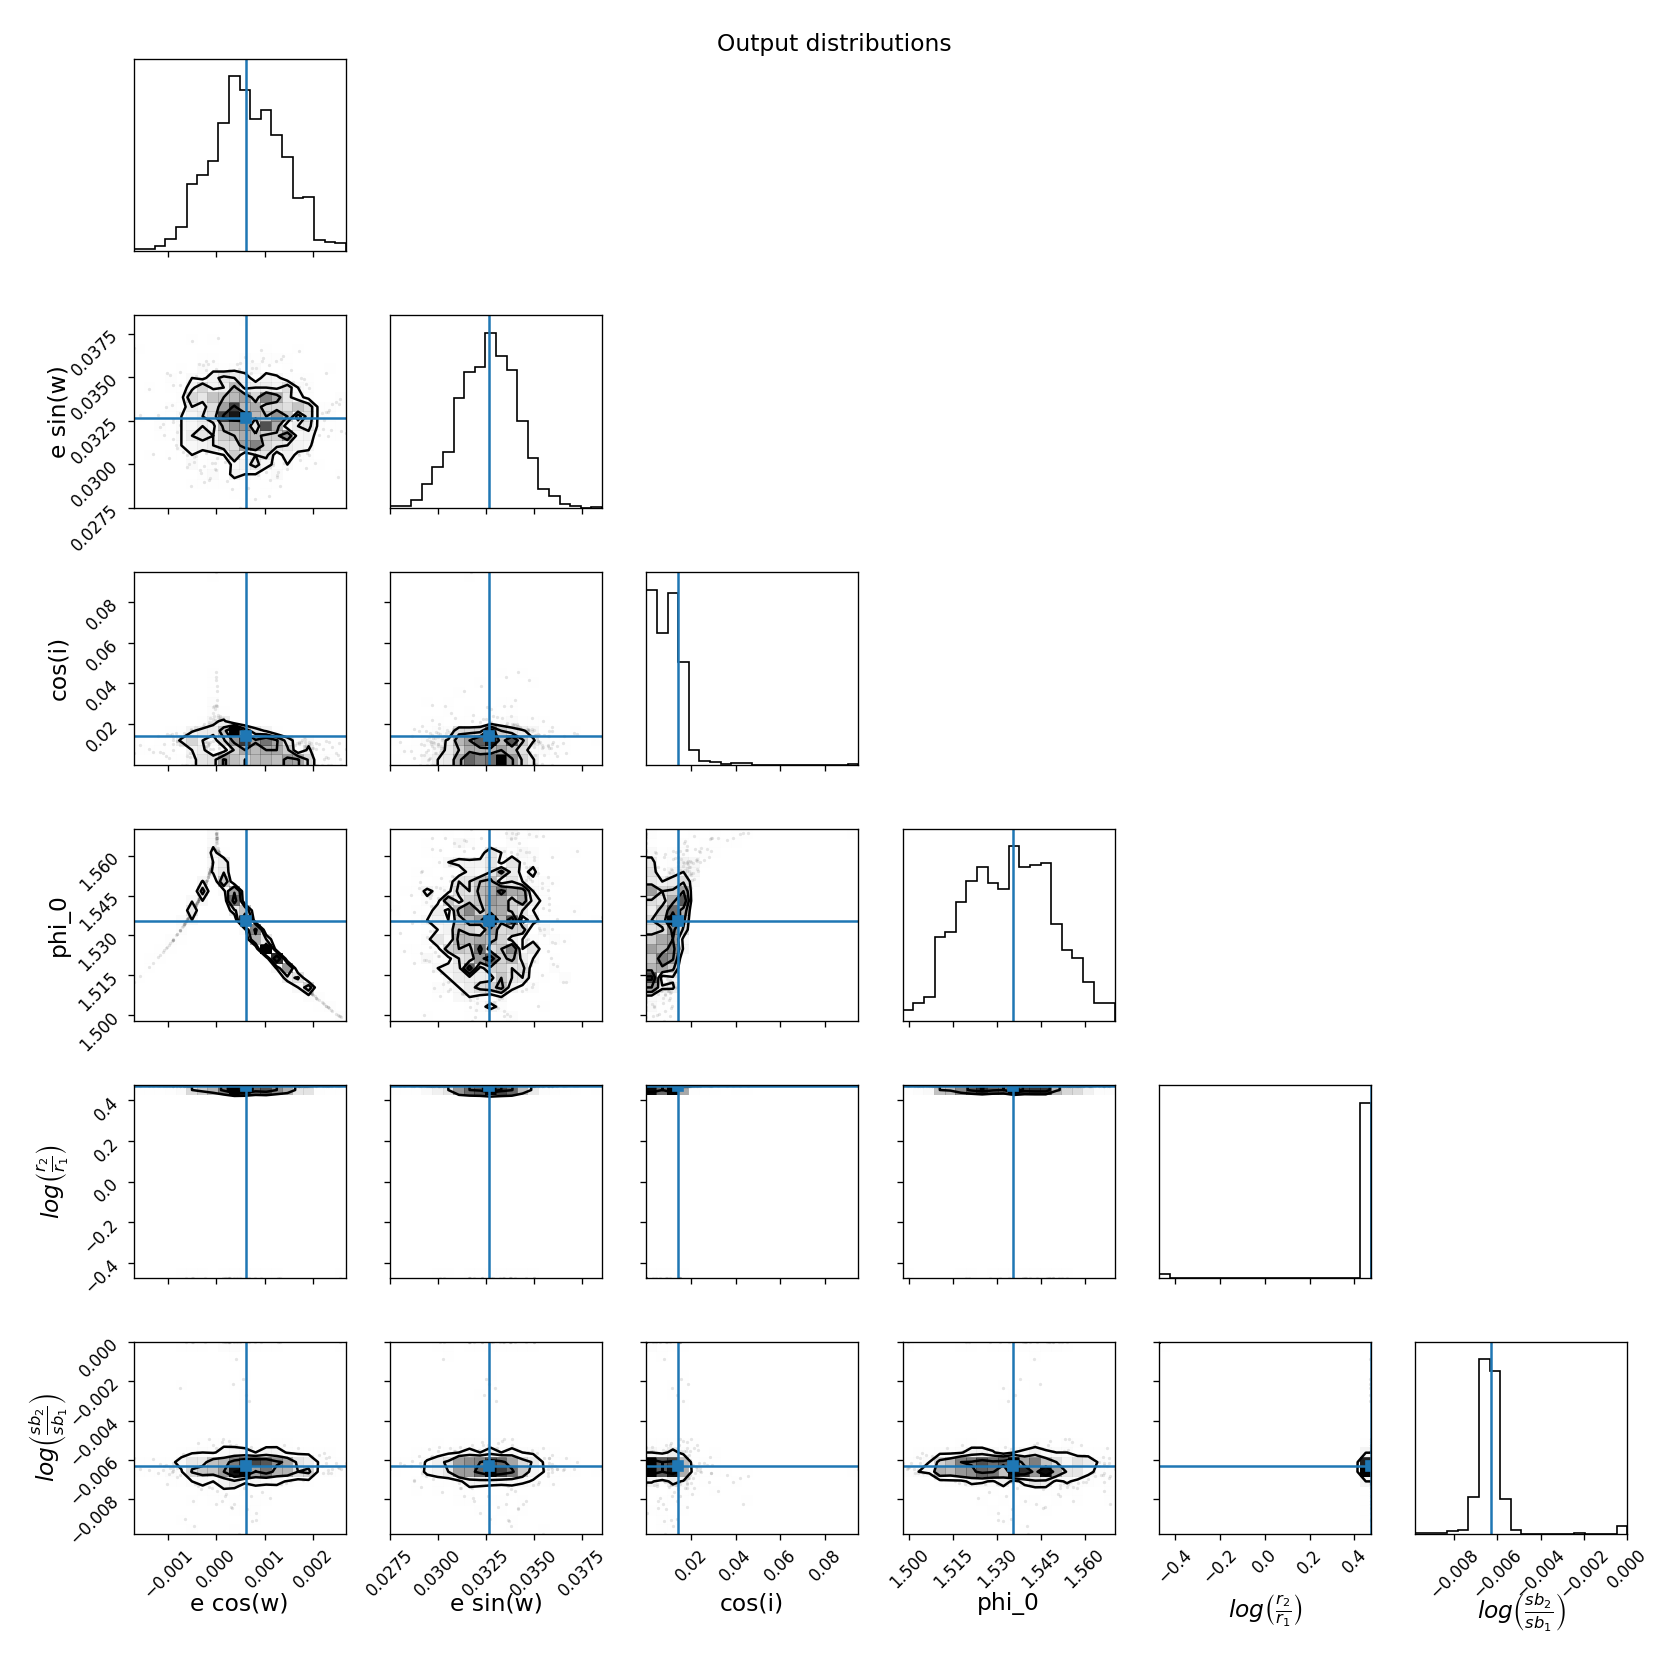 Output distributions
e sin(w)
0.0375
0.0350
0.0325
0.0300
0.0275
cos(i)
0.08
0.06
0.04
0.02
phi_0
1.560
1.545
1.530
1.515
1.500
log(r2/r1)
0.4
0.2
0.0
−0.2
−0.4
log(sb2/sb1)
0.000
−0.002
−0.004
−0.006
−0.008
−0.001 0.000 0.001 0.002
0.0275 0.0300 0.0325 0.0350 0.0375
0.02 0.04 0.06 0.08
1.500 1.515 1.530 1.545 1.560
−0.4 −0.2 0.0 0.2 0.4
−0.008 −0.006 −0.004 −0.002 0.000
e cos(w) e sin(w) cos(i) phi_0 log(r2/r1) log(sb2/sb1)